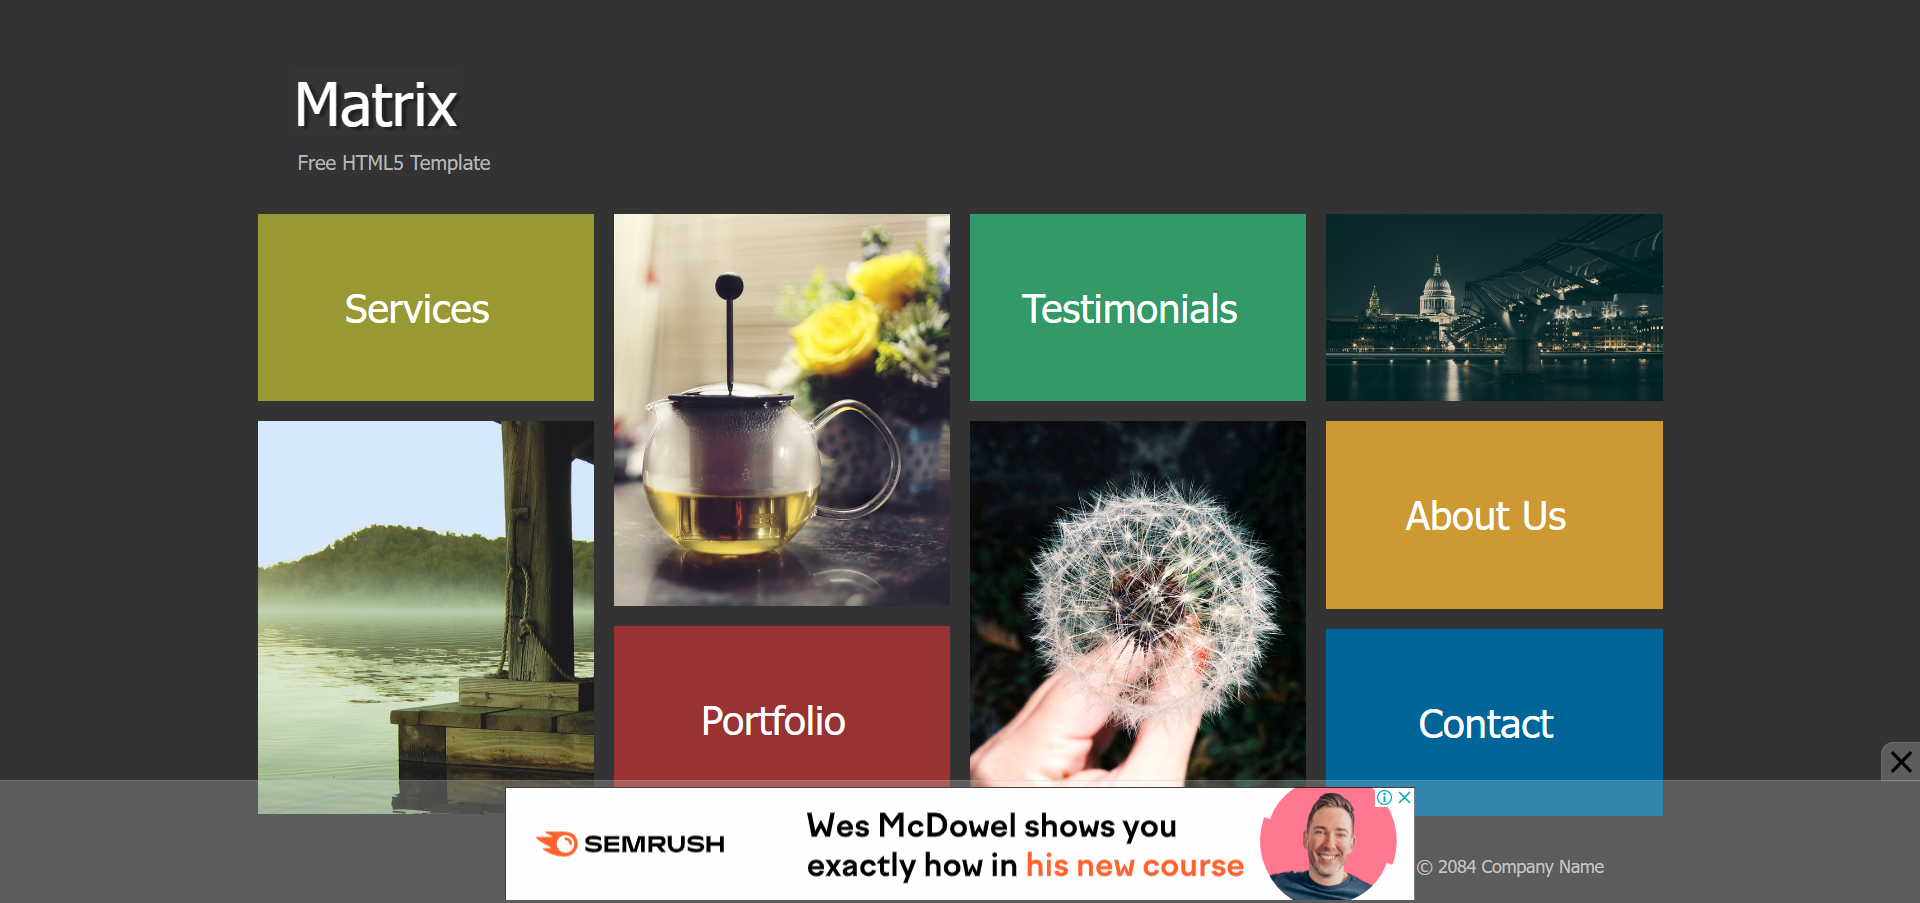 Matrix
Free HTML5 Template
Services
Testimonials
About Us
Portfolio
Contact
SEMRUSH
Wes McDowel shows you
exactly how in his new course
© 2084 Company Name